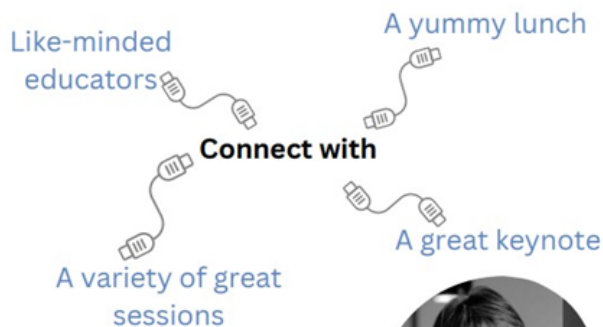 Like-minded
educators
A yummy lunch
Connect with
A great keynote
A variety of great
sessions